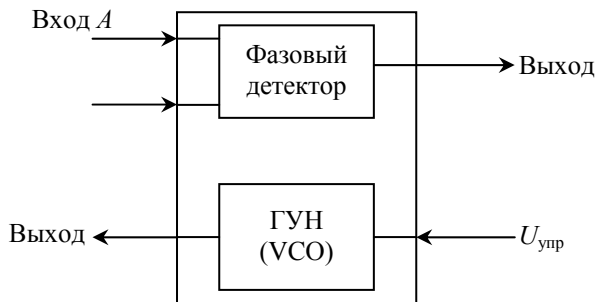 Вход A
Фазовый
детектор
Выход
Выход
ГУН
(VCO)
Uупр